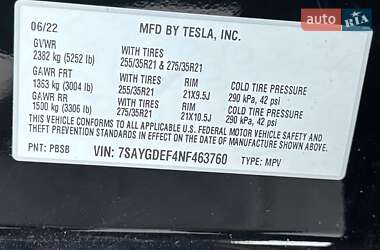 auto RIA
06/22 MFD BY TESLA, INC.
GVWR
2382 kg (5252 lb) WITH TIRES 255/35R21 & 275/35R21
GAWR FRT WITH TIRES RIM COLD TIRE PRESSURE
1353 kg (3004 lb) 255/35R21 21X9.5J 290 kPa, 42 psi
GAWR RR WITH TIRES RIM COLD TIRE PRESSURE
1500 kg (3306 lb) 275/35R21 21X10.5J 290 kPa, 42 psi
THIS VEHICLE CONFORMS TO ALL APPLICABLE U.S. FEDERAL MOTOR VEHICLE SAFETY,
THEFT PREVENTION STANDARDS IN EFFECT ON THE DATE OF MANUFACTURE SHOWN ABOVE.
PNT: PBSB VIN: 7SAYGDEF4NF463760 TYPE: MPV